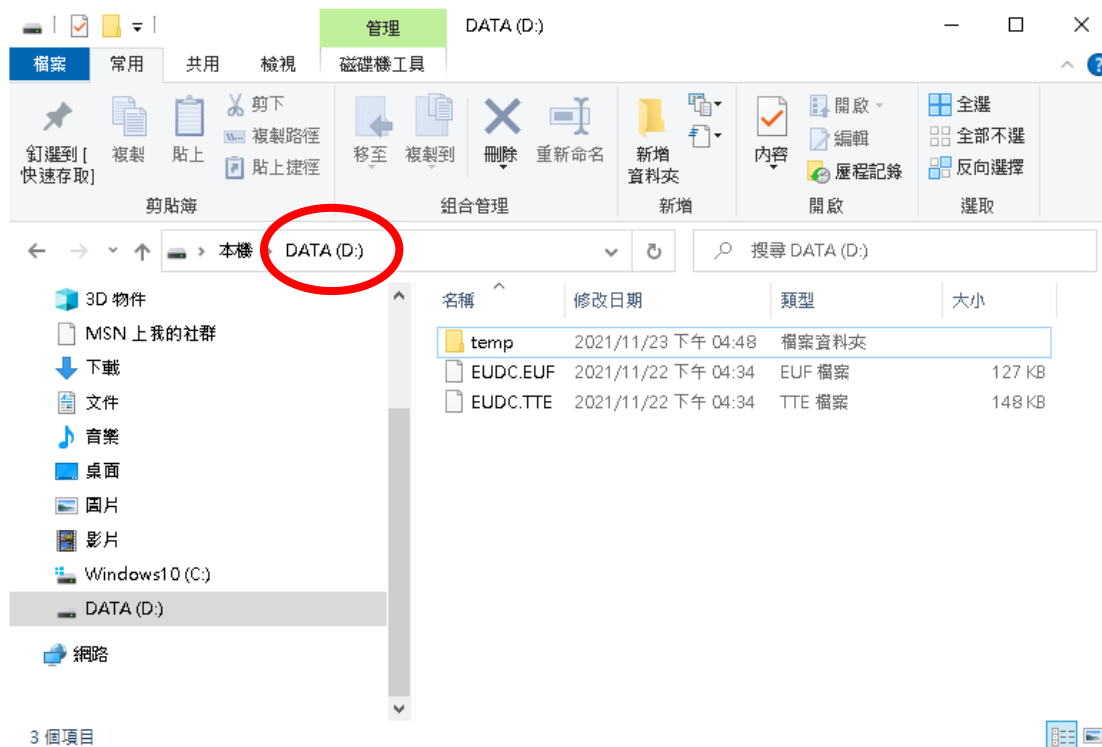 管理 DATA (D:)
檔案 常用 共用 檢視 磁碟機工具
釘選到 [
快速存取]
複製
貼上
剪下
複製路徑
貼上捷徑
剪貼簿
移至
複製到
刪除
重新命名
組合管理
新增
資料夾
新增
內容
開啟
編輯
歷程記錄
開啟
全選
全部不選
反向選擇
選取
本機 DATA (D:)
搜尋 DATA (D:)
3D 物件
MSN 上我的社群
下載
文件
音樂
桌面
圖片
影片
Windows10 (C:)
DATA (D:)
網路
名稱 修改日期 類型 大小
temp 2021/11/23 下午 04:48 檔案資料夾
EUDC.EUF 2021/11/22 下午 04:34 EUF 檔案 127 KB
EUDC.TTE 2021/11/22 下午 04:34 TTE 檔案 148 KB
3 個項目